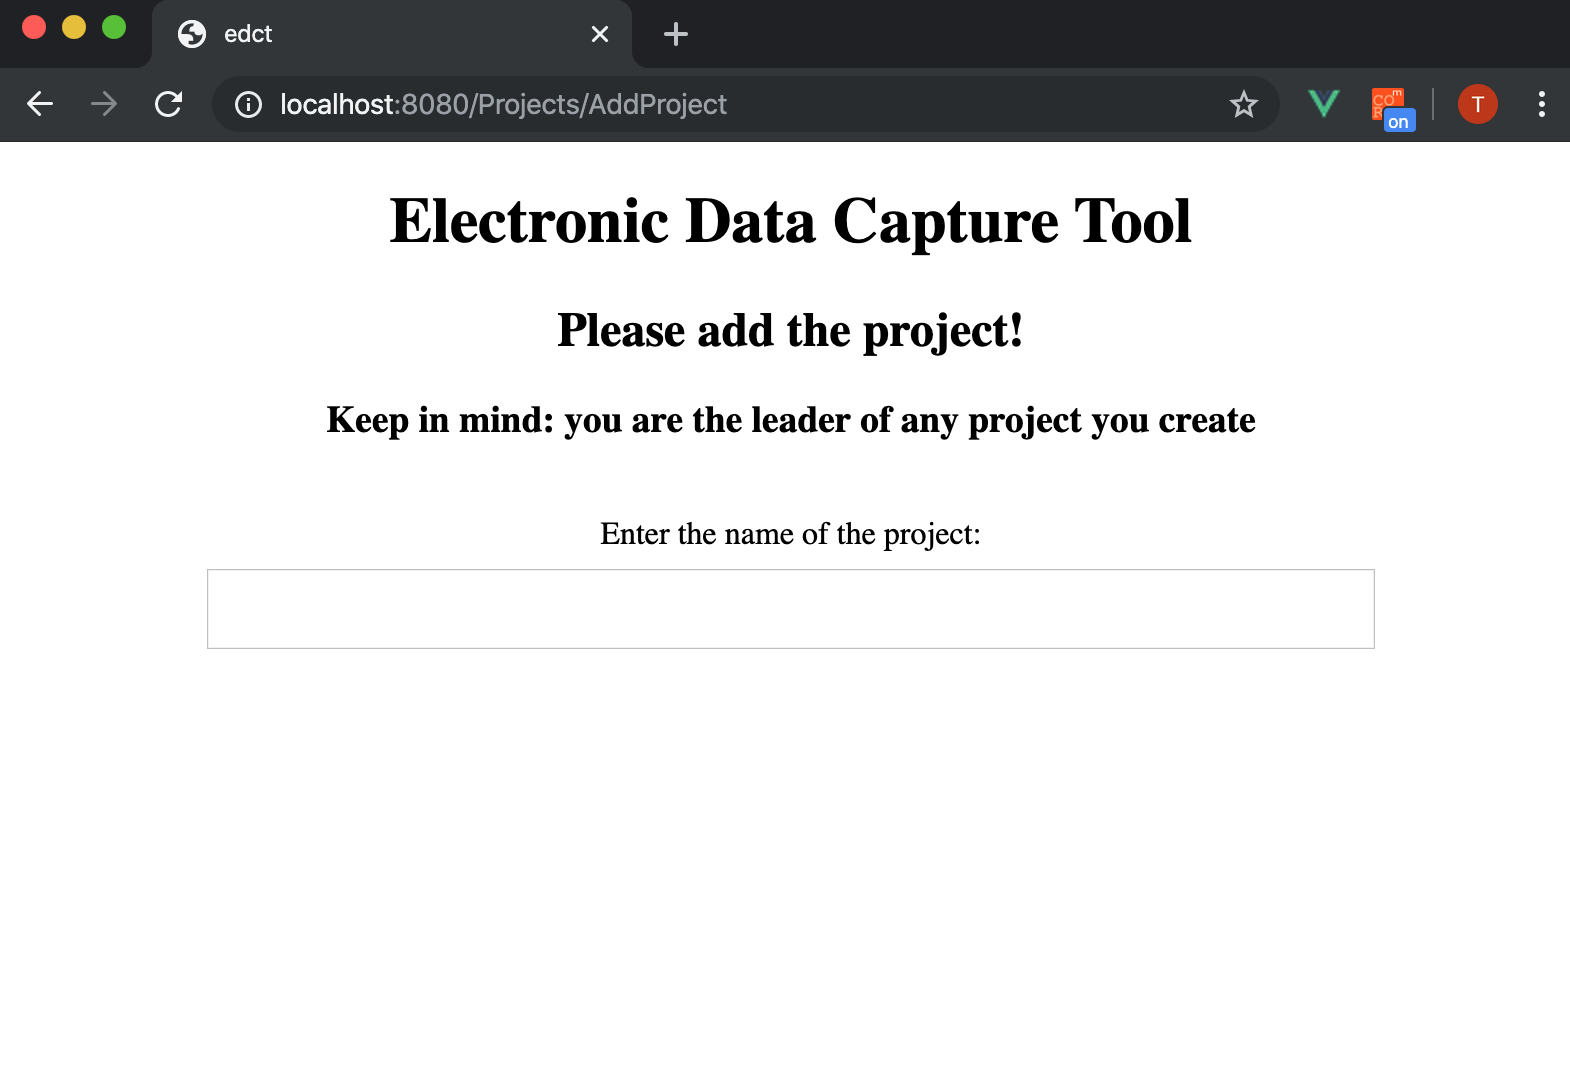 edct
localhost:8080/Projects/AddProject
CO
m
R
on
T
Electronic Data Capture Tool
Please add the project!
Keep in mind: you are the leader of any project you create
Enter the name of the project: